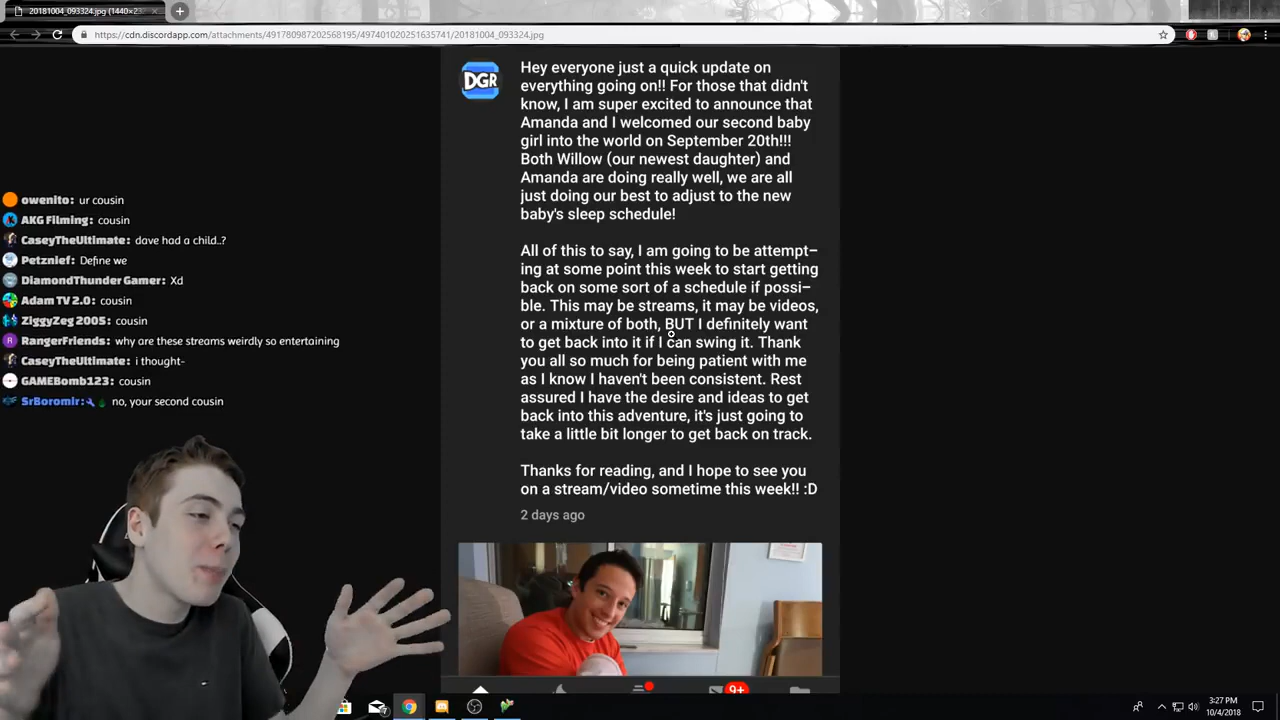 20181004_093324.jpg (1440×23
https://cdn.discordapp.com/attachments/491780987202568195/497401020251635741/20181004_093324.jpg
DGR
Hey everyone just a quick update on
everything going on!! For those that didn't
know, I am super excited to announce that
Amanda and I welcomed our second baby
girl into the world on September 20th!!!
Both Willow (our newest daughter) and
Amanda are doing really well, we are all
just doing our best to adjust to the new
baby's sleep schedule!
All of this to say, I am going to be attempt–
ing at some point this week to start getting
back on some sort of a schedule if possi–
ble. This may be streams, it may be videos,
or a mixture of both, BUT I definitely want
to get back into it if I can swing it. Thank
you all so much for being patient with me
as I know I haven't been consistent. Rest
assured I have the desire and ideas to get
back into this adventure, it's just going to
take a little bit longer to get back on track.
Thanks for reading, and I hope to see you
on a stream/video sometime this week!! :D
2 days ago
owenito: ur cousin
AKG Filming: cousin
CaseyTheUltimate: dave had a child..?
Petznief: Define we
DiamondThunder Gamer: Xd
Adam TV 2.0: cousin
ZiggyZeg 2005: cousin
RangerFriends: why are these streams weirdly so entertaining
CaseyTheUltimate: i thought-
GAMEBomb123: cousin
SrBoromir: no, your second cousin
9+
3:27 PM
10/4/2018